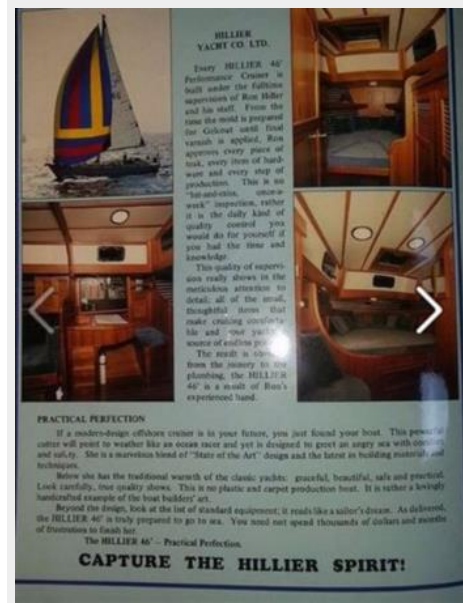 HILLIER
YACHT CO. LTD.
Every HILLIER 46'
Performance Cruiser is
built under the fulltime
supervision of Ron Hiller
and his staff. From the
time the mold is prepared
for Gelcoat until final
varnish is applied, Ron
approves every piece of
teak, every item of hard-
ware and every step of
production. This is no
"hit-and-miss, once-a-
week" inspection, rather
it is the daily kind of
quality control you
would do for yourself if
you had the time and
knowledge.
This quality of supervi-
sion really shows in the
meticulous attention to
detail; all of the small,
thoughtful items that
make cruising
and your
source of endless
The result is
from the to the
plumbing, the HILLIER
46' is a result of Ron's
experienced hand.
PRACTICAL PERFECTION
If a modern-design offshore cruiser is in your future, you just found your boat. This powerful
cutter will point to weather like an ocean racer and yet is designed to greet an angry sea with comfort
and safety. She is a marvelous blend of "State of the Art" design and the latest in building materials and
techniques.
Below she has the traditional warmth of the classic yachts: graceful, beautiful, safe and practical.
Look carefully, true quality shows. This is no plastic and carpet production boat. It is rather a lovingly
handcrafted example of the boat builders' art.
Beyond the design, look at the list of standard equipment; it reads like a sailor's dream. As delivered,
the HILLIER 46' is truly prepared to go to sea. You need not spend thousands of dollars and months
of frustration to finish her.
The HILLIER 46' – Practical Perfection.
CAPTURE THE HILLIER SPIRIT!